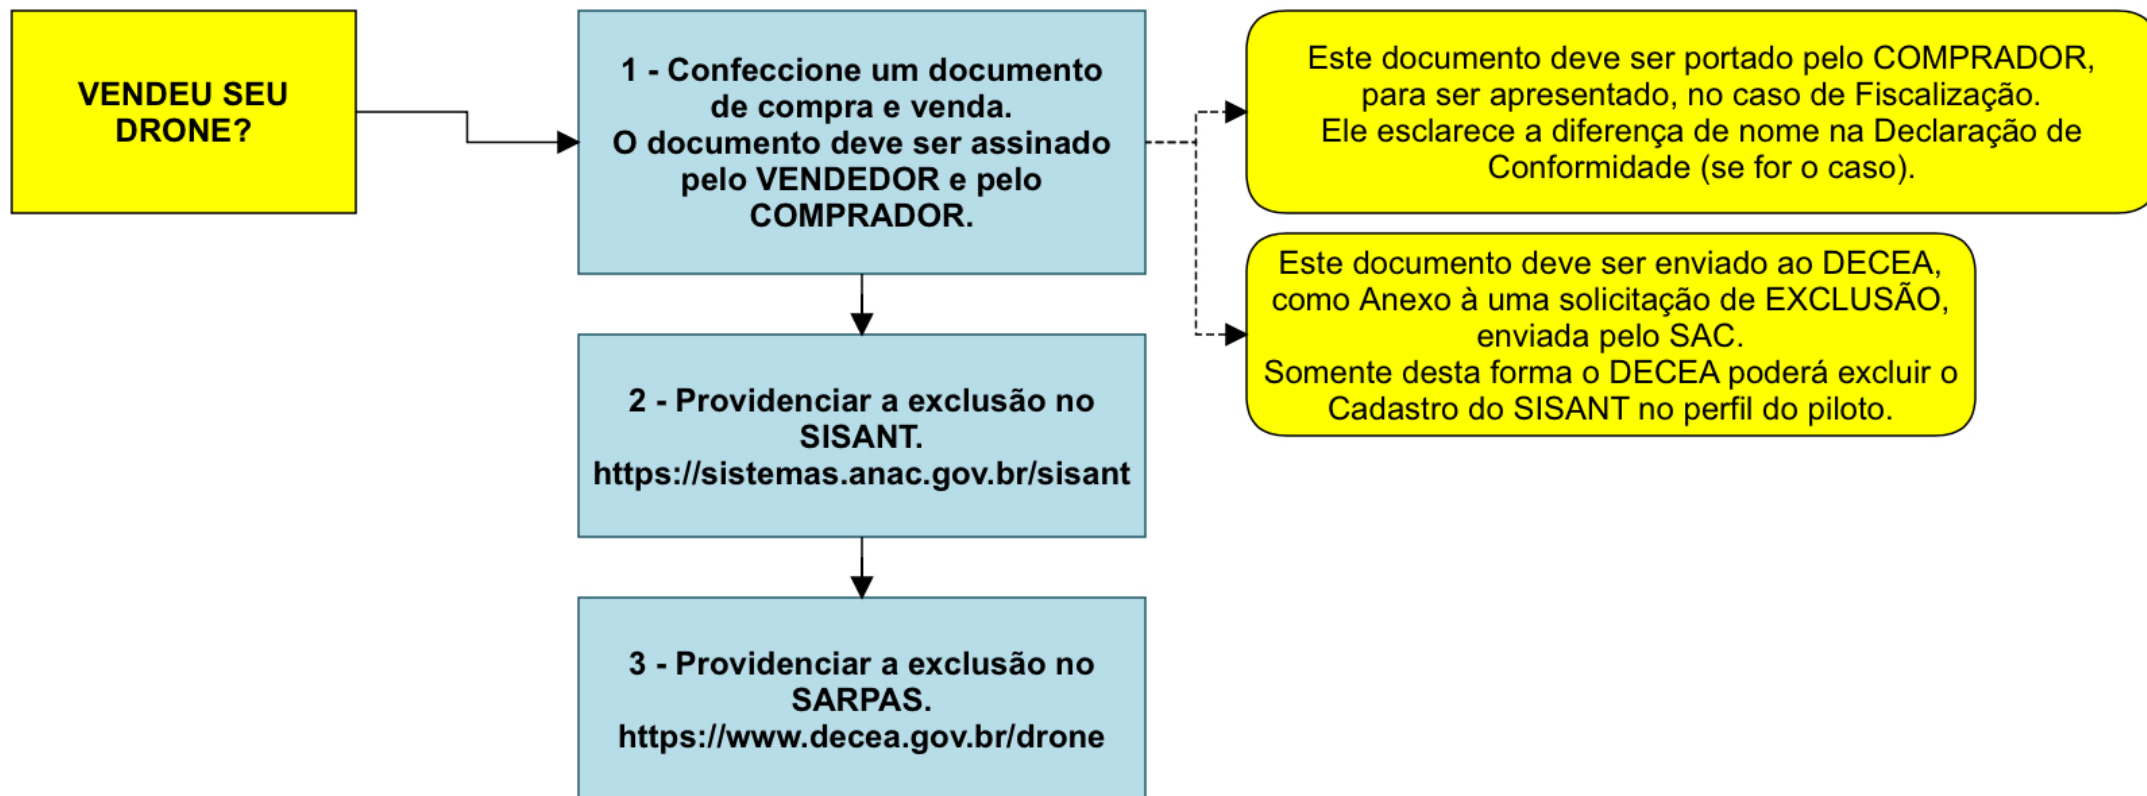 VENDEU SEU
DRONE?
1 - Confeccione um documento
de compra e venda.
O documento deve ser assinado
pelo VENDEDOR e pelo
COMPRADOR.
Este documento deve ser portado pelo COMPRADOR,
para ser apresentado, no caso de Fiscalização.
Ele esclarece a diferença de nome na Declaração de
Conformidade (se for o caso).
Este documento deve ser enviado ao DECEA,
como Anexo à uma solicitação de EXCLUSÃO,
enviada pelo SAC.
Somente desta forma o DECEA poderá excluir o
Cadastro do SISANT no perfil do piloto.
2 - Providenciar a exclusão no
SISANT.
https://sistemas.anac.gov.br/sisant
3 - Providenciar a exclusão no
SARPAS.
https://www.decea.gov.br/drone